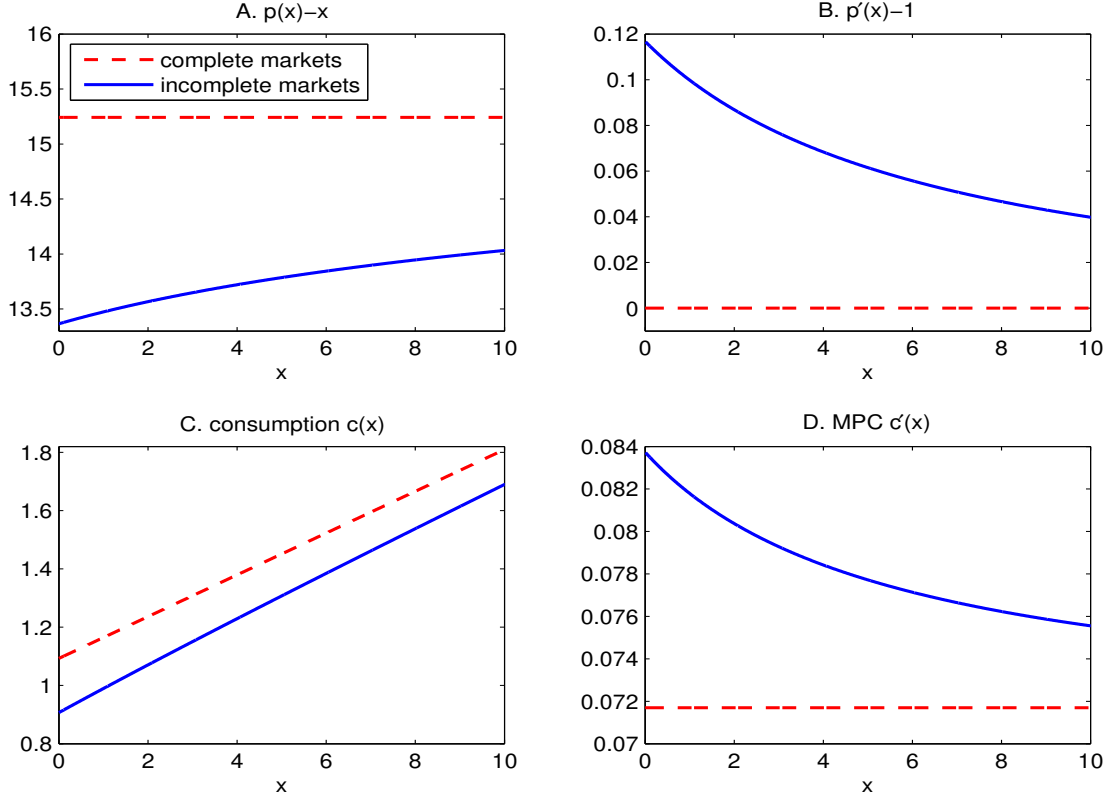 A. p(x)−x
16
15.5
15
14.5
14
13.5
0 2 4 6 8 10
x
complete markets
incomplete markets
B. p′(x)−1
0.12
0.1
0.08
0.06
0.04
0.02
0
0 2 4 6 8 10
x
C. consumption c(x)
1.8
1.6
1.4
1.2
1
0.8
0 2 4 6 8 10
x
D. MPC c′(x)
0.084
0.082
0.08
0.078
0.076
0.074
0.072
0.07
0 2 4 6 8 10
x